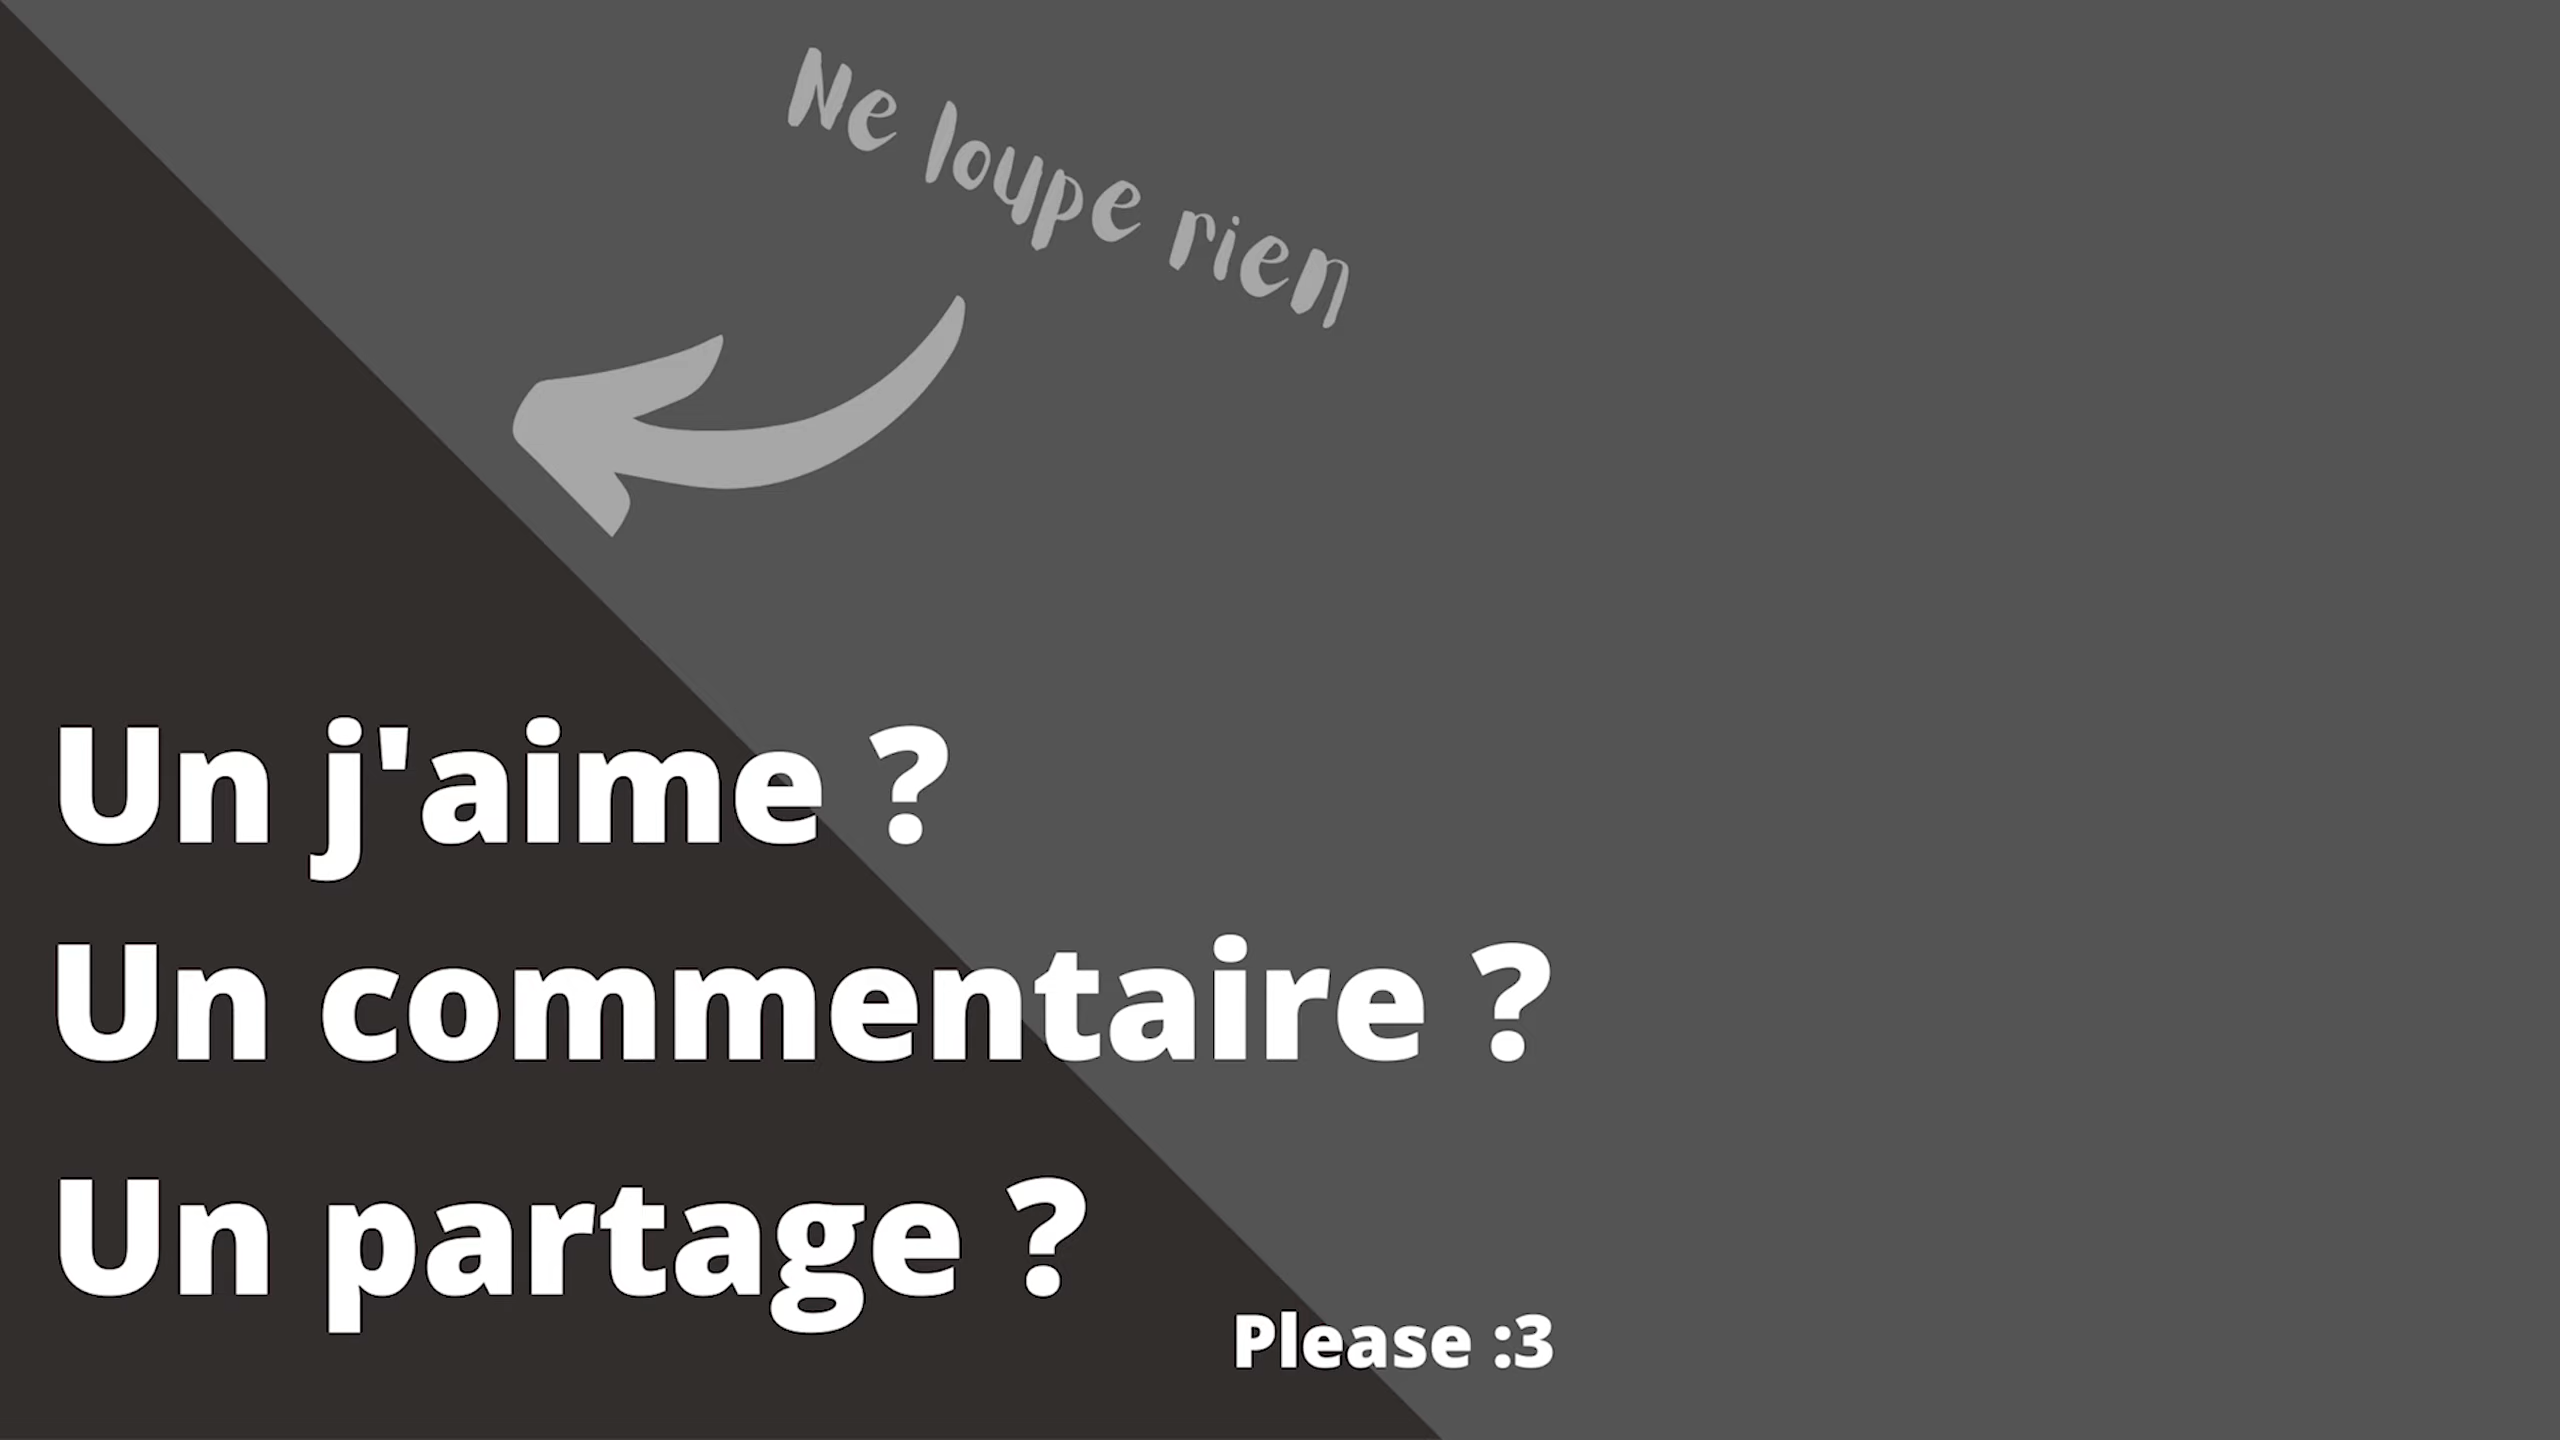 Ne loupe rien
Un j'aime ?
Un commentaire ?
Un partage ?
Please :3